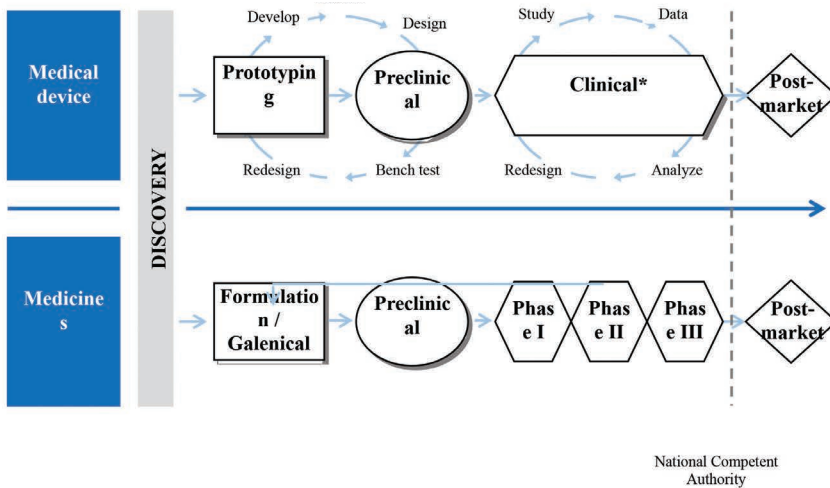 Develop
Design
Study
Data
Medical
device
Prototypin
g
Preclinic
al
Clinical*
Post-
market
Redesign
Bench test
Redesign
Analyze
DISCOVERY
Medicine
s
Formulatio
n /
Galenical
Preclinic
al
Phas
e I
Phas
e II
Phas
e III
Post-
market
National Competent
Authority